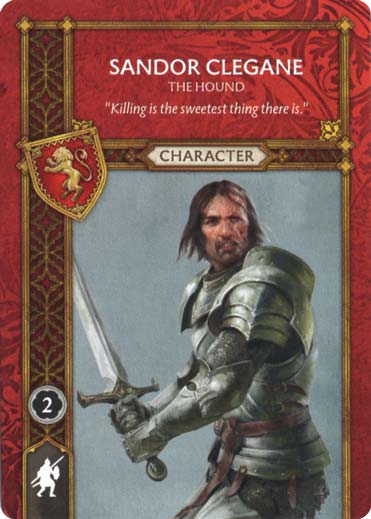 SANDOR CLEGANE
THE HOUND
"Killing is the sweetest thing there is."
CHARACTER
2